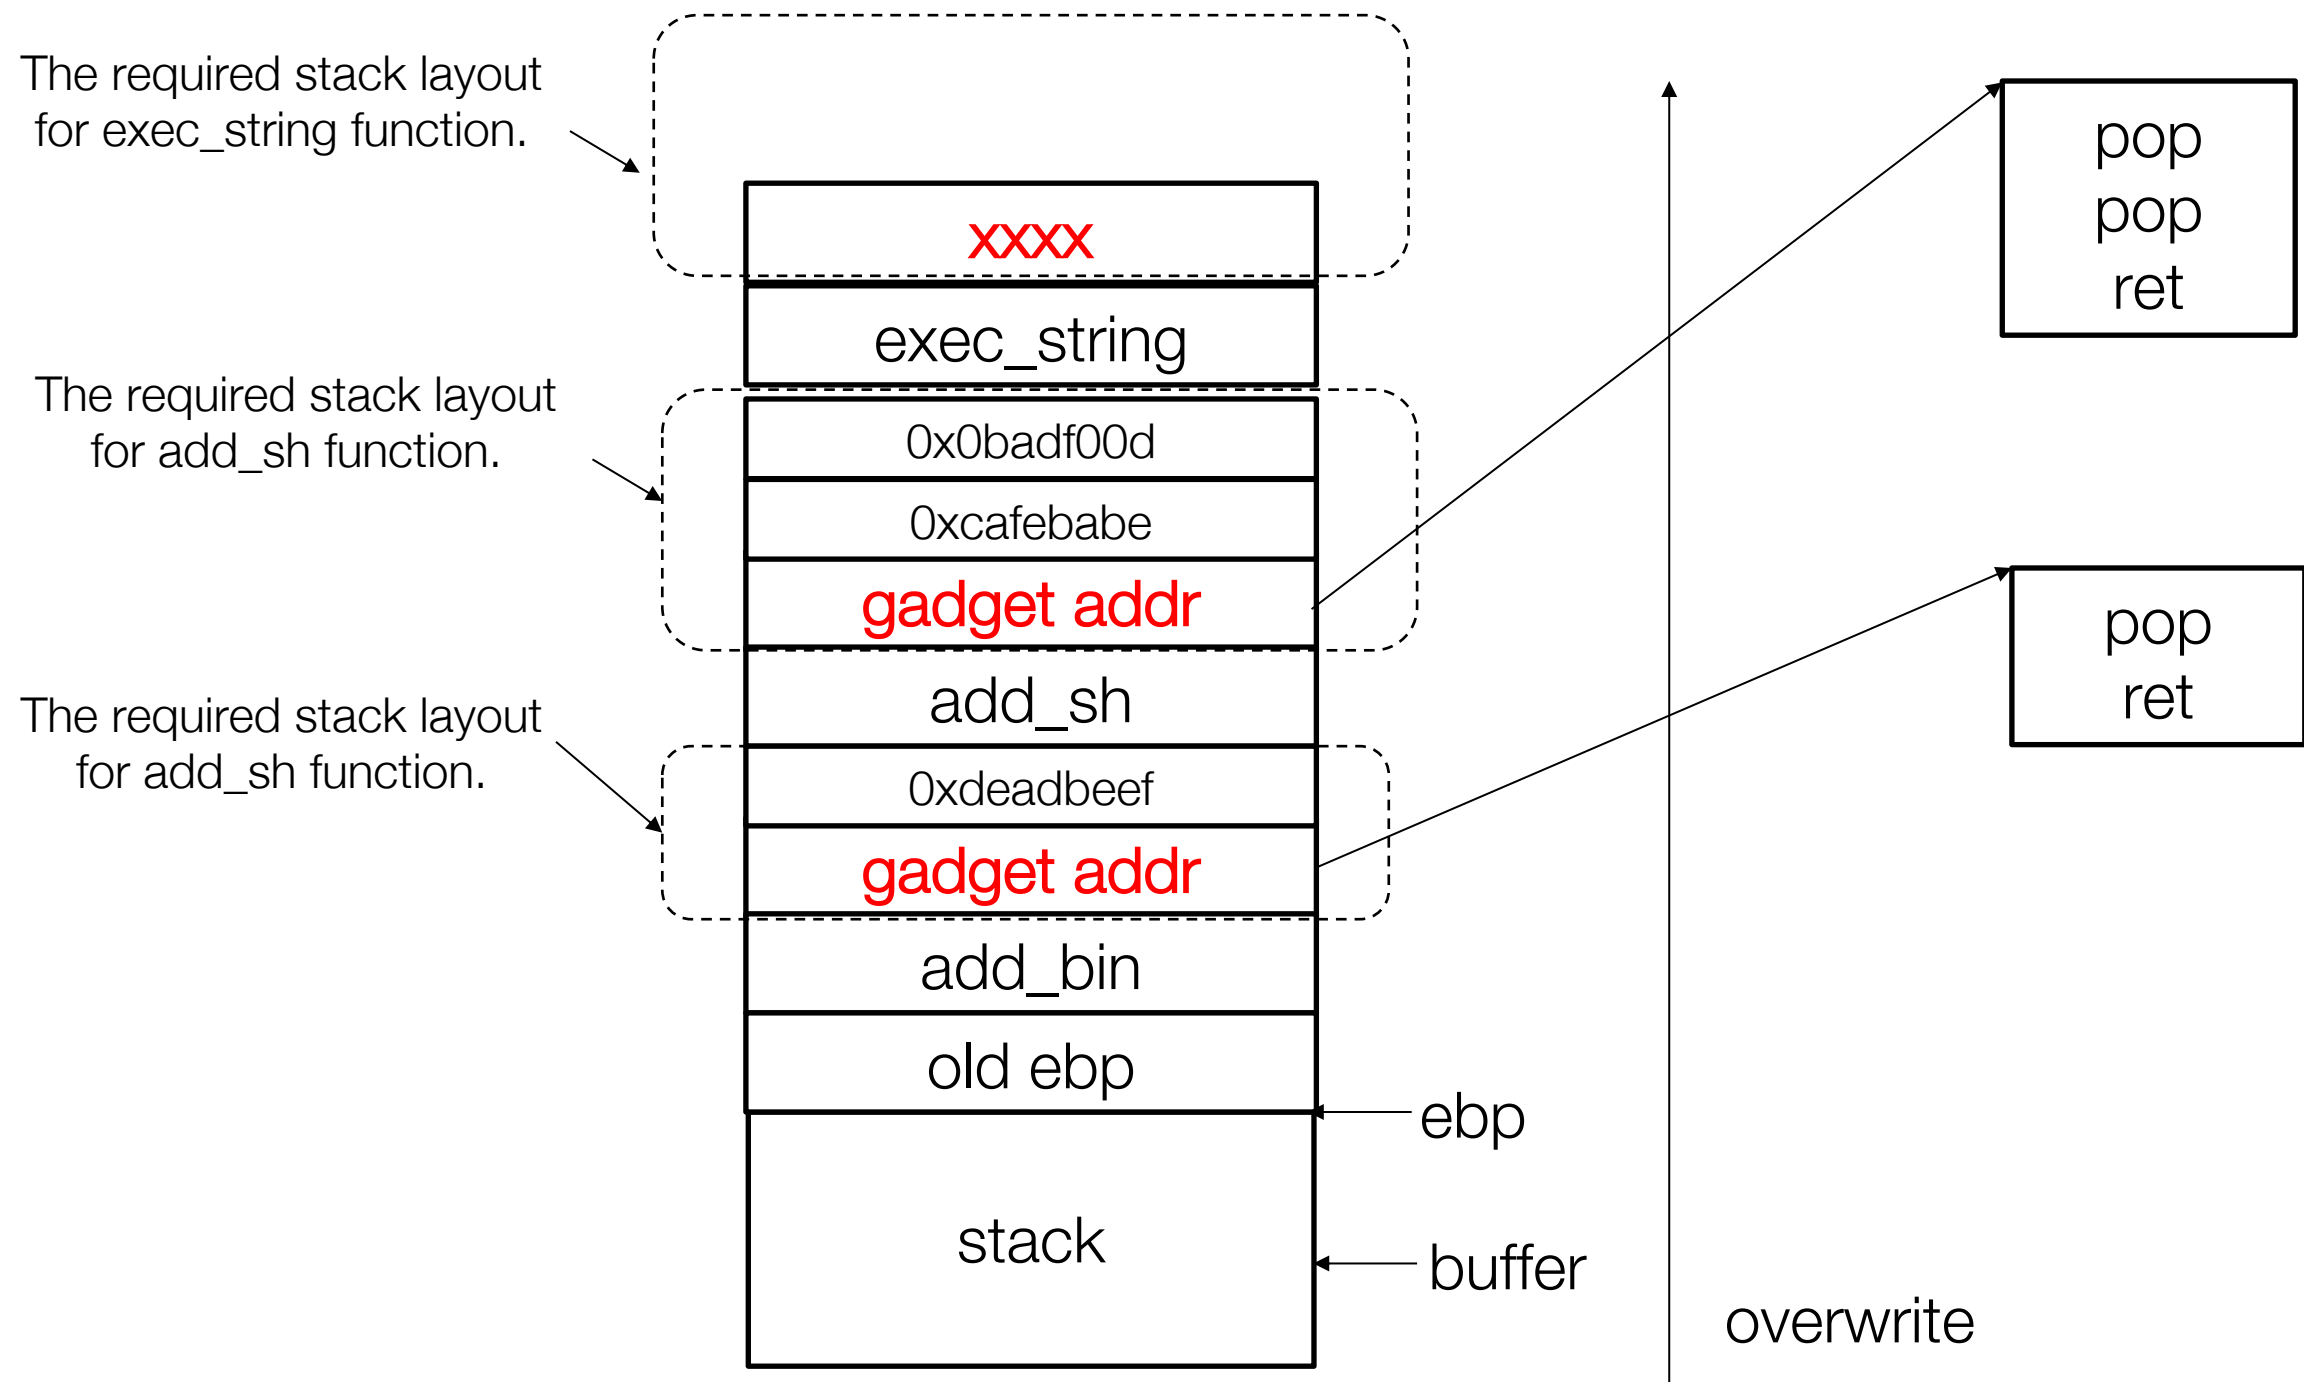 The required stack layout
for exec_string function.
xxxx
exec_string
The required stack layout
for add_sh function.
0x0badf00d
0xcafebabe
gadget addr
add_sh
The required stack layout
for add_sh function.
0xdeadbeef
gadget addr
add_bin
old ebp
stack
ebp
buffer
overwrite
pop
pop
ret
pop
ret